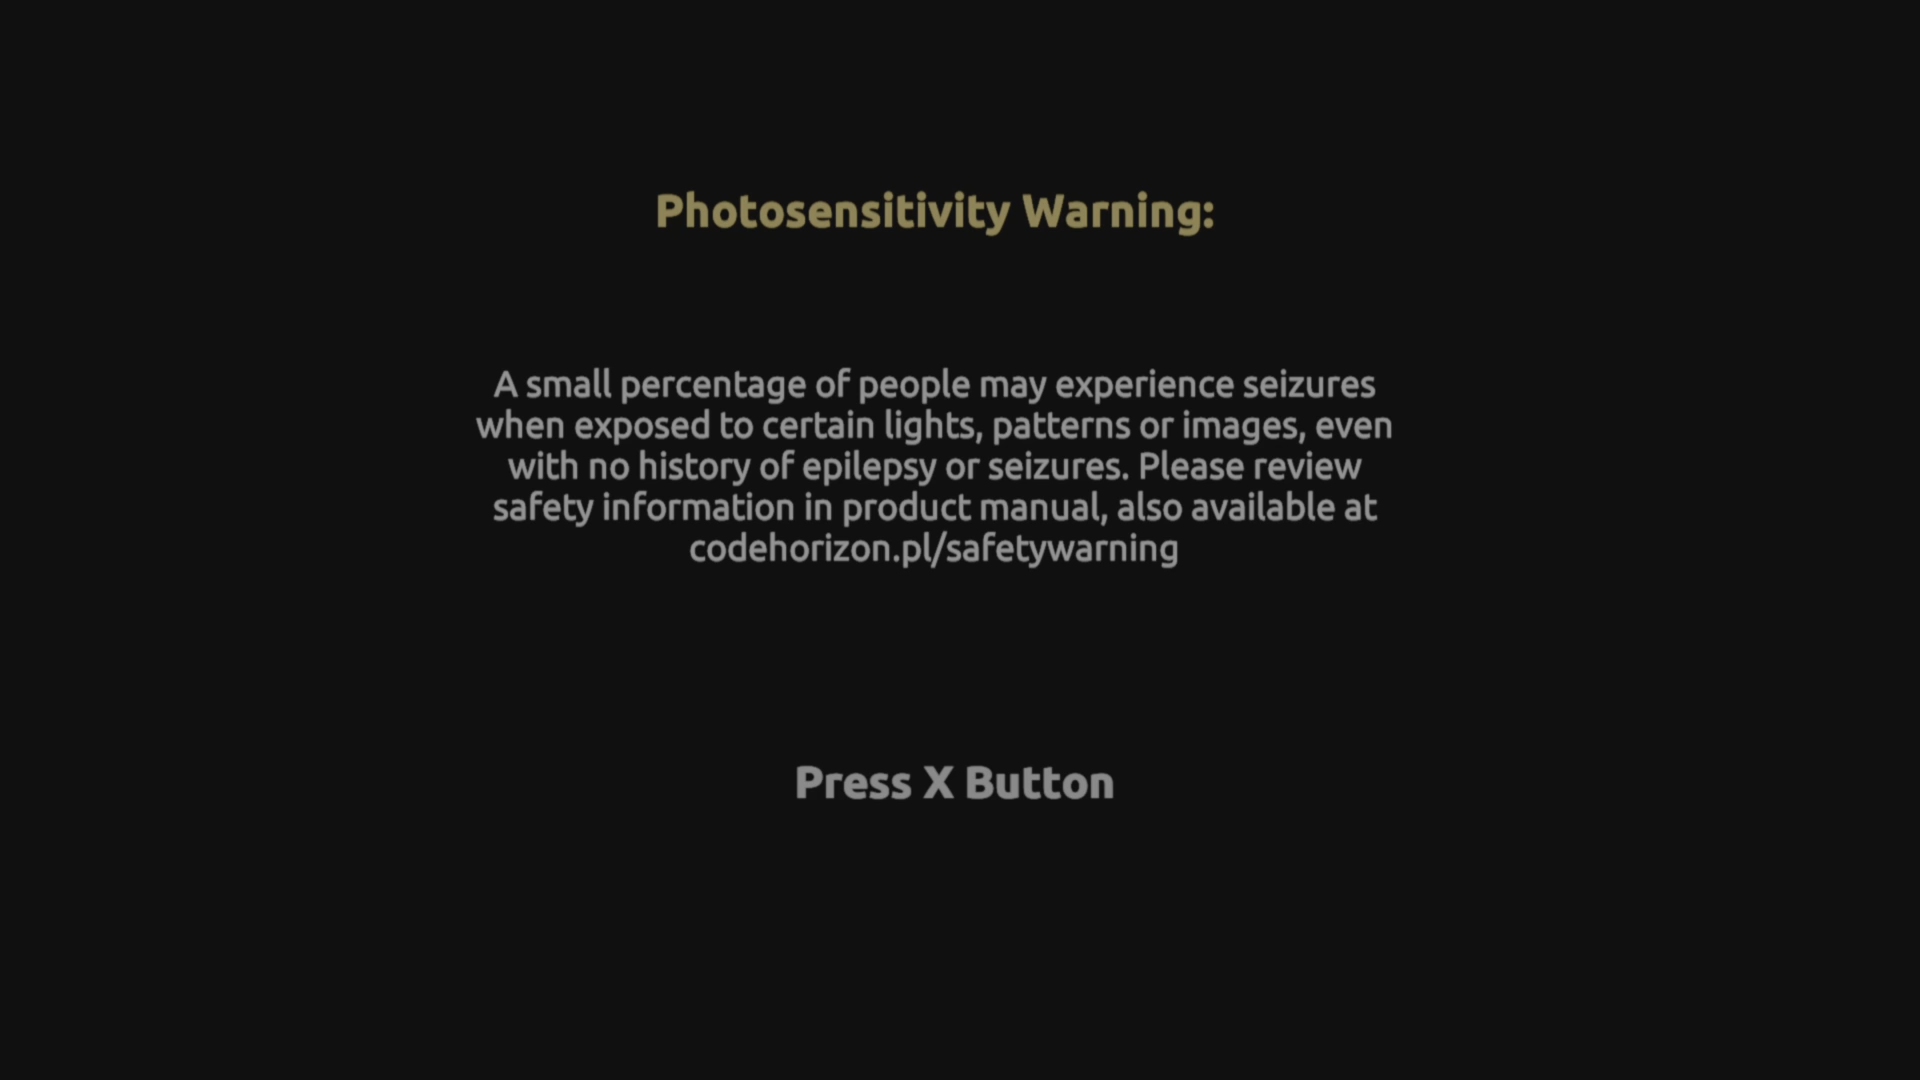 Photosensitivity Warning:
A small percentage of people may experience seizures
when exposed to certain lights, patterns or images, even
with no history of epilepsy or seizures. Please review
safety information in product manual, also available at
codehorizon.pl/safetywarning
Press X Button